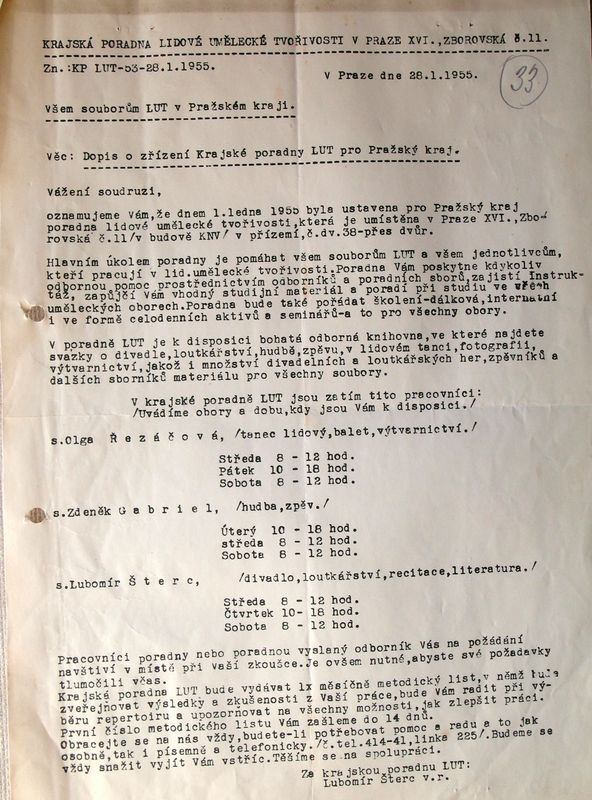 KRAJSKÁ PORADNA LIDOVÉ UMĚLECKÉ TVOŘIVOSTI V PRAZE XVI.,ZBOROVSKÁ Č.11.
Zn.:KP LUT-53-28.1.1955.
V Praze dne 28.1.1955.
33
Všem souborům LUT v Pražském kraji.
Věc: Dopis o zřízení Krajské poradny LUT pro Pražský kraj.
Vážení soudruzi,
oznamujeme Vám,že dnem 1.ledna 1955 byla ustavena pro Pražský kraj
poradna lidové umělecké tvořivosti,která je umístěna v Praze XVI.,Zbo-
rovská č.11/v budově KNV/ v přízemí,č.dv.38-přes dvůr.
Hlavním úkolem poradny je pomáhat všem souborům LUT a všem jednotlivcům,
kteří pracují v lid.umělecké tvořivosti.Poradna Vám poskytne kdykoliv
odbornou pomoc prostřednictvím odborníků a poradních sborů,zajistí Instruk-
táž, zapůjčí Vám vhodný studijní materiál a poradí při studiu ve všech
uměleckých oborech.Poradna bude také pořádat školení-dálková,internatní
i ve formě celodenních aktivů a seminářů-a to pro všechny obory.
V poradně LUT je k disposici bohatá odborná knihovna,ve které najdete
svazky o divadle,loutkářství,hudbě,zpěvu,v lidovém tanci,fotografii,
výtvarnictví,jakož i množství divadelních a loutkářských her,zpěvníků a
dalších sborníků materiálu pro všechny soubory.
V krajské poradně LUT jsou zatím tito pracovníci:
/Uvádíme obory a dobu,kdy jsou Vám k disposici./
s.Olga Ř e z á č o v á, /tanec lidový,balet,výtvarnictví./
Středa 8 - 12 hod.
Pátek 10 - 18 hod.
Sobota 8 - 12 hod.
s.Zdeněk G a b r i e l, /hudba,zpěv./
Úterý 10 - 18 hod.
středa 8 - 12 hod.
Sobota 8 - 12 hod.
s.Lubomír Š t e r c, /divadlo,loutkářství,recitace,literatura./
Středa 8 - 12 hod.
Čtvrtek 10- 18 hod.
Sobota 8 - 12 hod.
Pracovníci poradny nebo poradnou vyslaný odborník Vás na požádání
navštíví v místě při Vaší zkoušce.Je ovšem nutné,abyste své požadavky
tlumočili včas.
Krajská poradna LUT bude vydávat 1x měsíčně metodický list,v němž bude
zveřejňovat výsledky a zkušenosti z Vaší práce,bude Vám radit při vý-
běru repertoiru a upozorňovat na všechny možnosti,jak zlepšit práci.
První číslo metodického listu Vám zašleme do 14 dnů.
Obracejte se na nás vždy,budete-li potřebovat pomoc a radu a to jak
osobně,tak i písemně a telefonicky./č.tel.414-41,linka 225/.Budeme se
vždy snažit vyjít Vám vstříc.Těšíme se na spolupráci.
Za krajskou poradnu LUT:
Lubomír Šterc v.r.